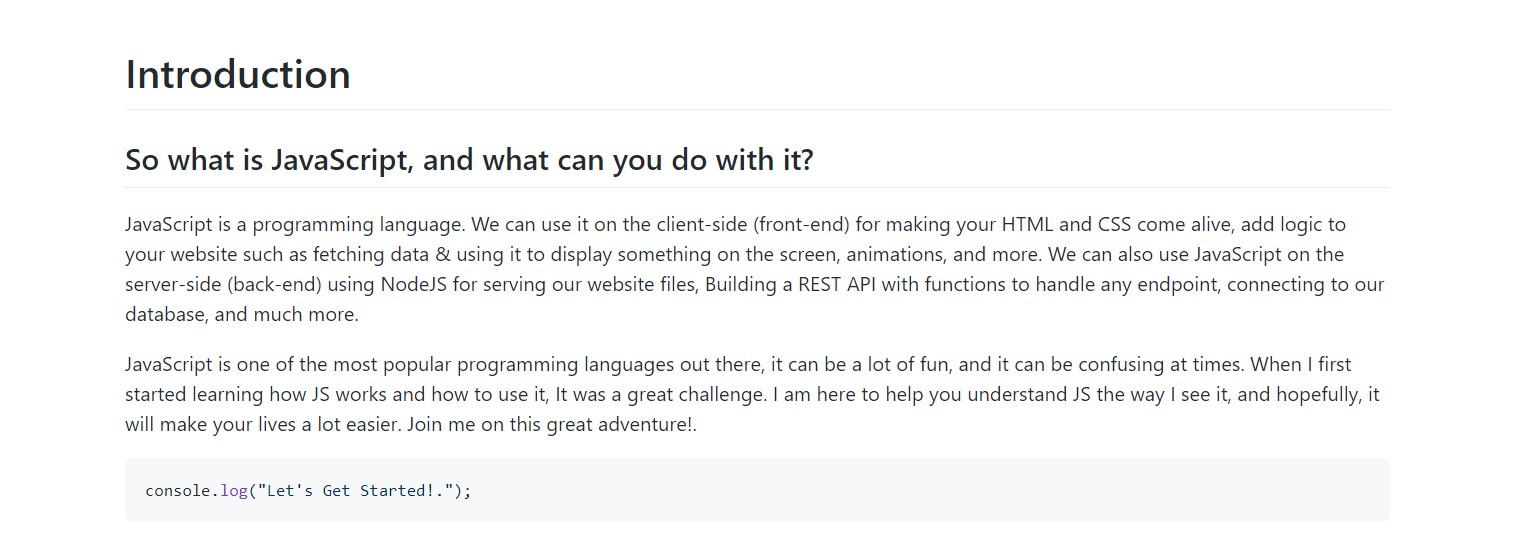 Introduction
So what is JavaScript, and what can you do with it?
JavaScript is a programming language. We can use it on the client-side (front-end) for making your HTML and CSS come alive, add logic to
your website such as fetching data & using it to display something on the screen, animations, and more. We can also use JavaScript on the
server-side (back-end) using NodeJS for serving our website files, Building a REST API with functions to handle any endpoint, connecting to our
database, and much more.
JavaScript is one of the most popular programming languages out there, it can be a lot of fun, and it can be confusing at times. When I first
started learning how JS works and how to use it, It was a great challenge. I am here to help you understand JS the way I see it, and hopefully, it
will make your lives a lot easier. Join me on this great adventure!.
console.log("Let's Get Started!.");